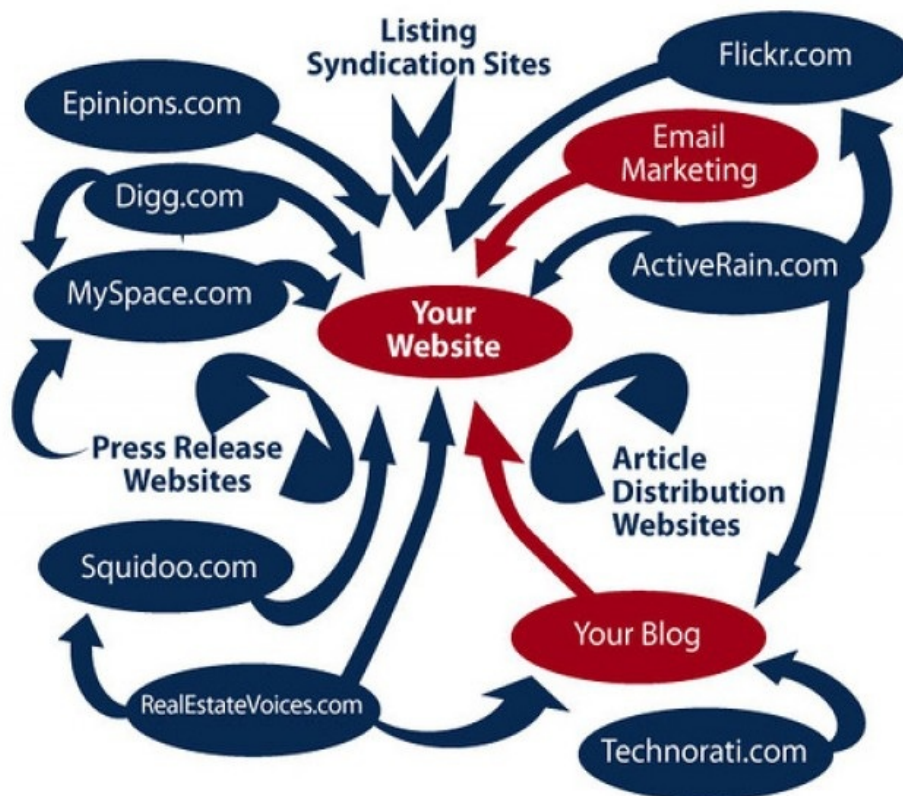 Listing
Syndication Sites
Flickr.com
Epinions.com
Email
Marketing
Digg.com
ActiveRain.com
MySpace.com
Your
Website
Press Release
Websites
Article
Distribution
Websites
Squidoo.com
Your Blog
RealEstateVoices.com
Technorati.com